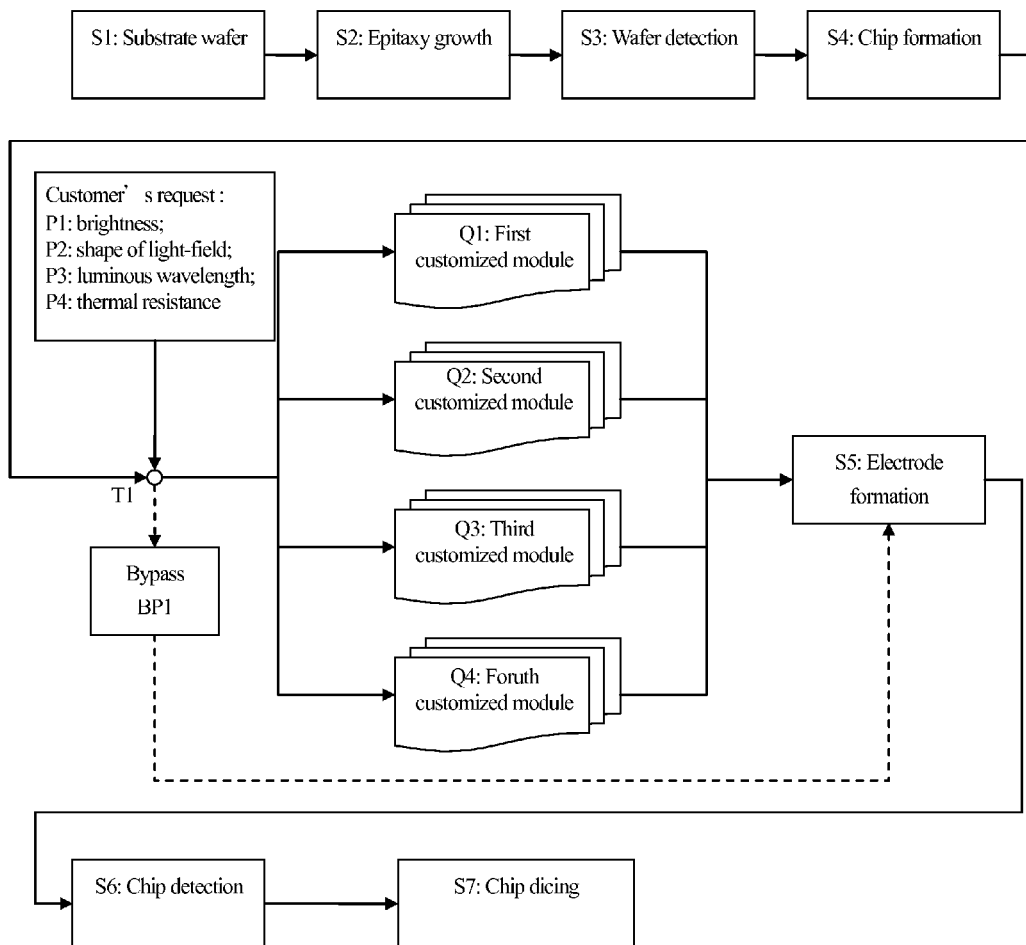 S1: Substrate wafer
S2: Epitaxy growth
S3: Wafer detection
S4: Chip formation
Customer’ s request :
P1: brightness;
P2: shape of light-field;
P3: luminous wavelength;
P4: thermal resistance
Q1: First
customized module
Q2: Second
customized module
T1
S5: Electrode
formation
Q3: Third
customized module
Bypass
BP1
Q4: Foruth
customized module
S6: Chip detection
S7: Chip dicing